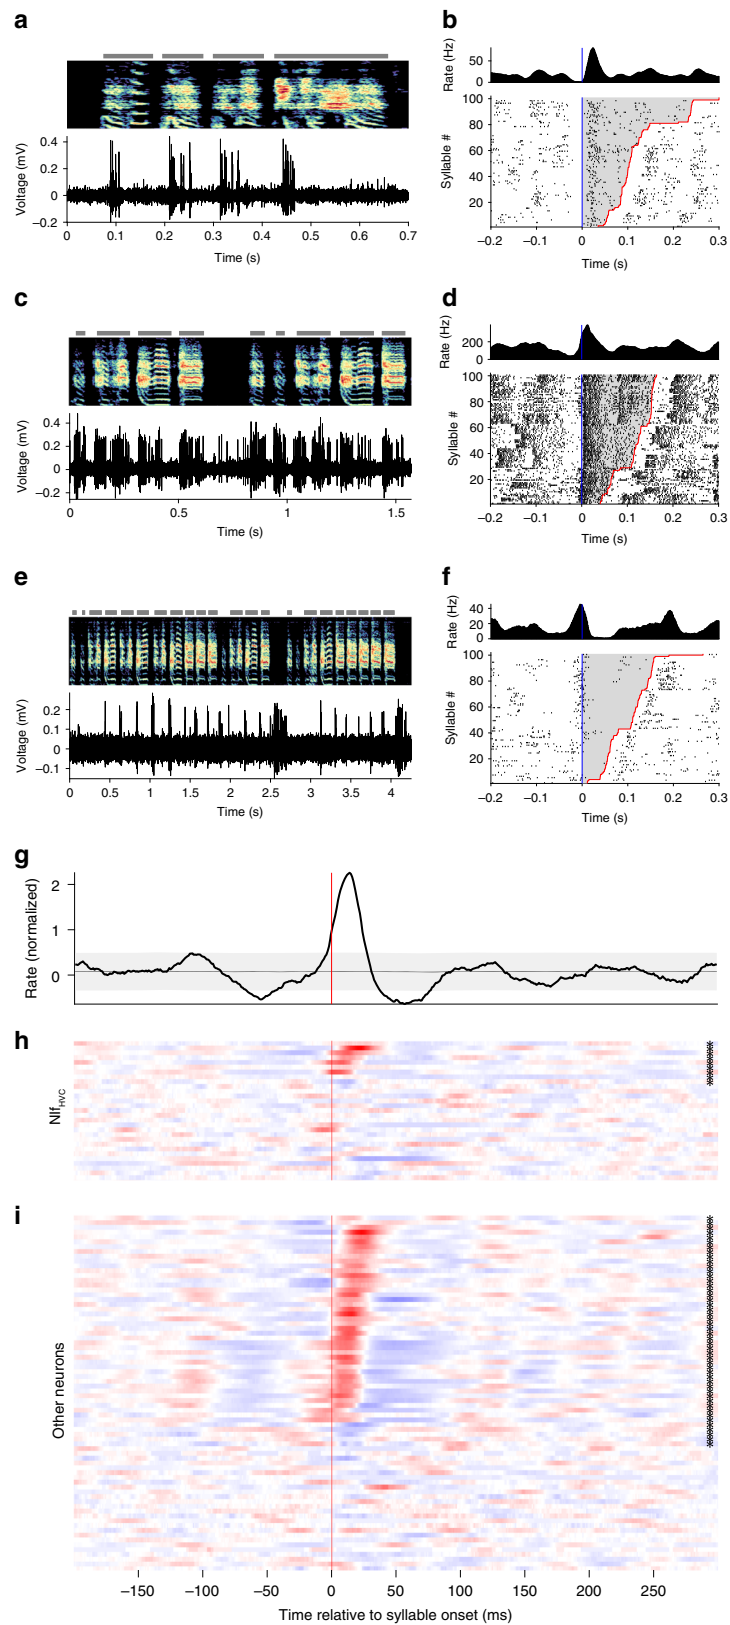 a
Voltage (mV)
0.4
0.2
0
−0.2
0 0.1 0.2 0.3 0.4 0.5 0.6 0.7
Time (s)
b
Rate (Hz)
50
0
Syllable #
100
80
60
40
20
−0.2 −0.1 0 0.1 0.2 0.3
Time (s)
c
Voltage (mV)
0.4
0.2
0
−0.2
0 0.5 1 1.5
Time (s)
d
Rate (Hz)
200
0
Syllable #
100
80
60
40
20
−0.2 −0.1 0 0.1 0.2 0.3
Time (s)
e
Voltage (mV)
0.2
0.1
0
−0.1
0 0.5 1 1.5 2 2.5 3 3.5 4
Time (s)
f
Rate (Hz)
40
20
0
Syllable #
100
80
60
40
20
−0.2 −0.1 0 0.1 0.2 0.3
Time (s)
g
Rate (normalized)
2
1
0
h
NIf HVC
i
Other neurons
−150 −100 −50 0 50 100 150 200 250
Time relative to syllable onset (ms)